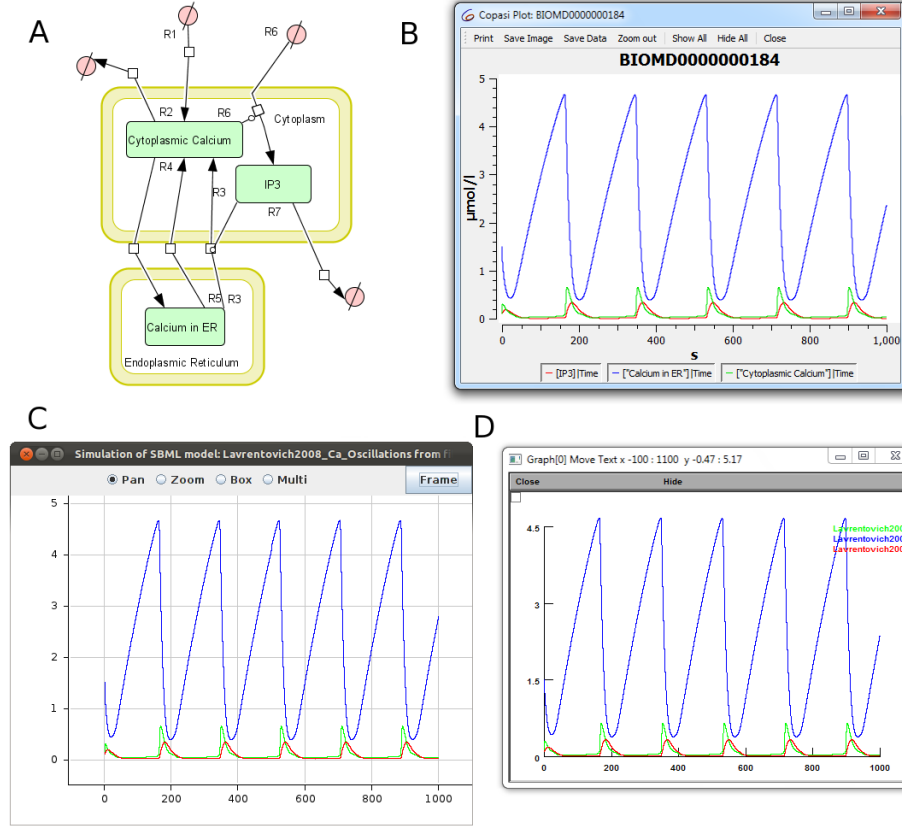 A
R1
R6
R2
R6
Cytoplasm
Cytoplasmic Calcium
R4
R3
IP3
R7
R5
R3
Calcium in ER
Endoplasmic Reticulum
B
Copasi Plot: BIOMD0000000184
Print Save Image Save Data Zoom out Show All Hide All Close
BIOMD0000000184
5
4
3
2
1
0
µmol/l
0 200 400 600 800 1,000
s
[IP3]|Time ["Calcium in ER"]|Time ["Cytoplasmic Calcium"]|Time
C
Simulation of SBML model: Lavrentovich2008_Ca_Oscillations from fi
Pan Zoom Box Multi Frame
5
4
3
2
1
0
0 200 400 600 800 1000
D
Graph[0] Move Text x -100 : 1100 y -0.47 : 5.17
Close Hide
4.5
3
1.5
0
Lavrentovich200
Lavrentovich200
Lavrentovich200
0 200 400 600 800 1000